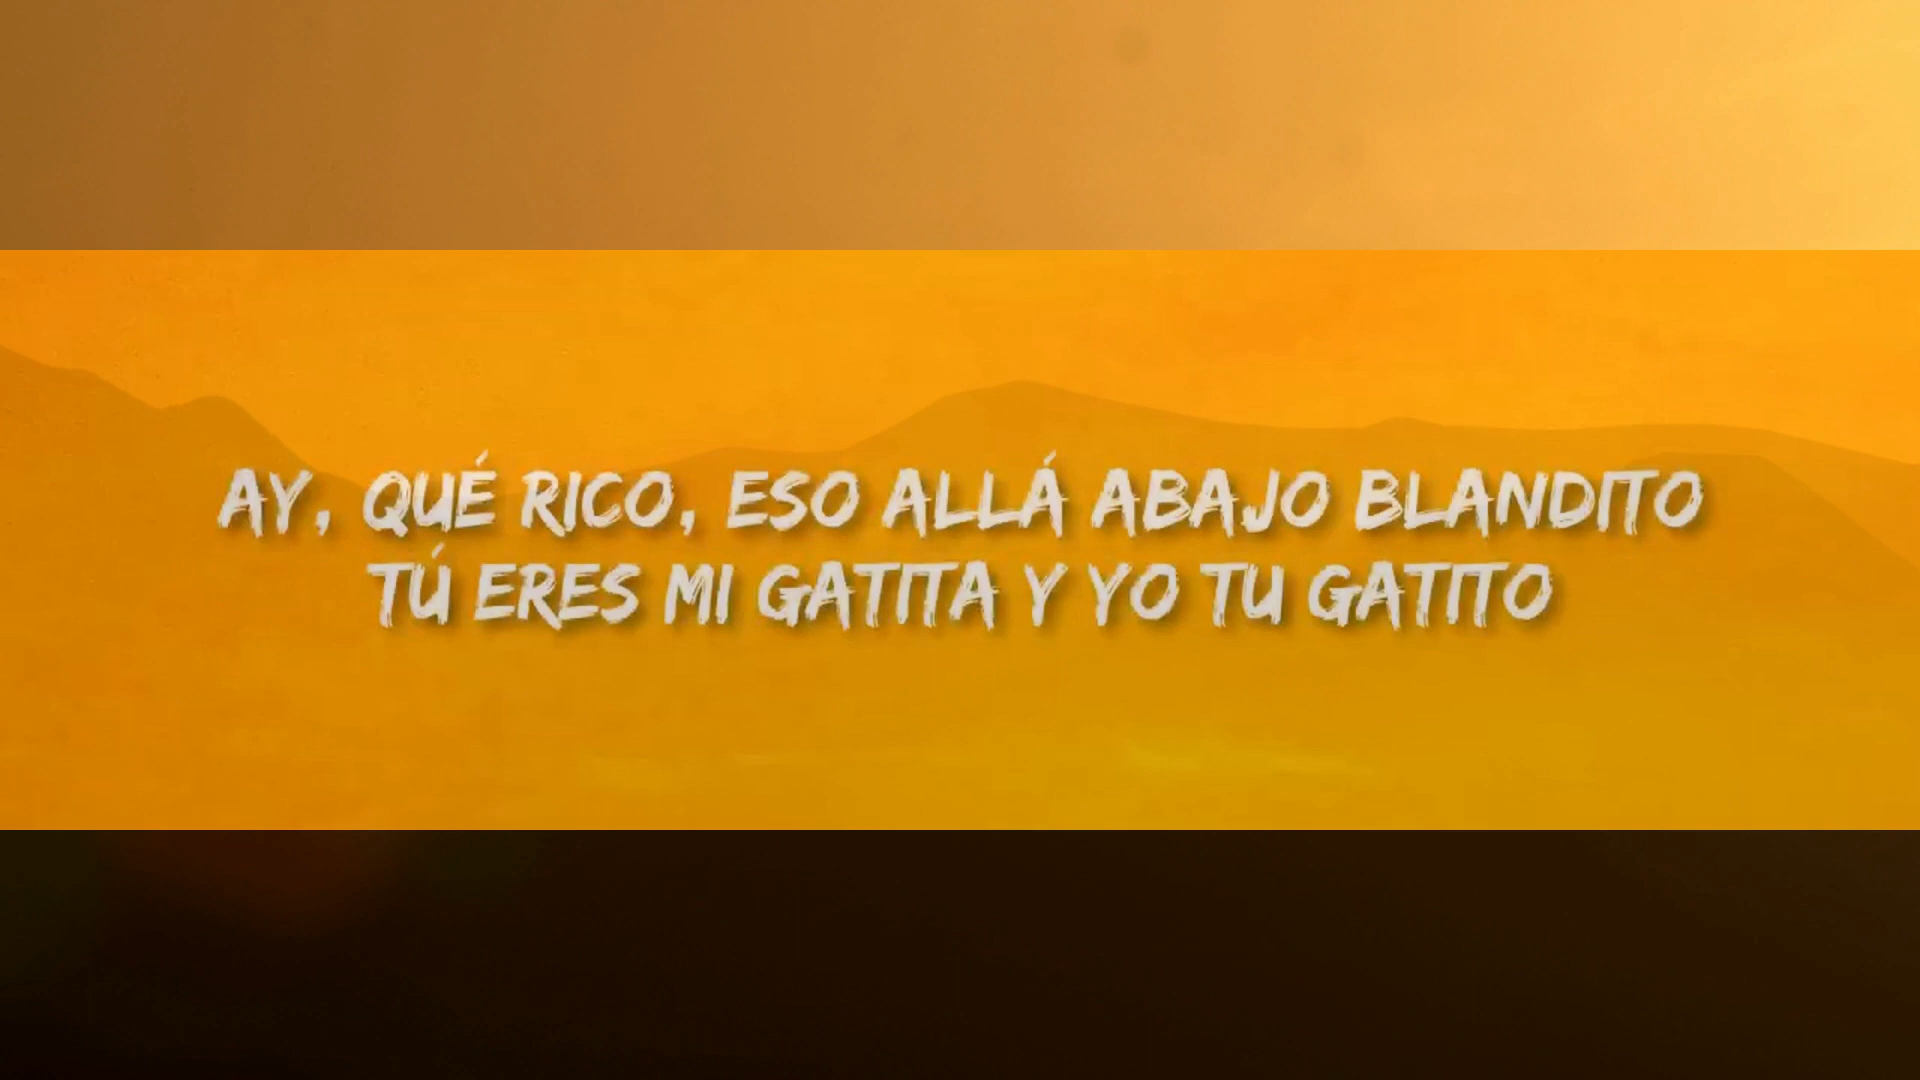 AY, QUÉ RICO, ESO ALLÁ ABAJO BLANDITO
TÚ ERES MI GATITA Y YO TU GATITO